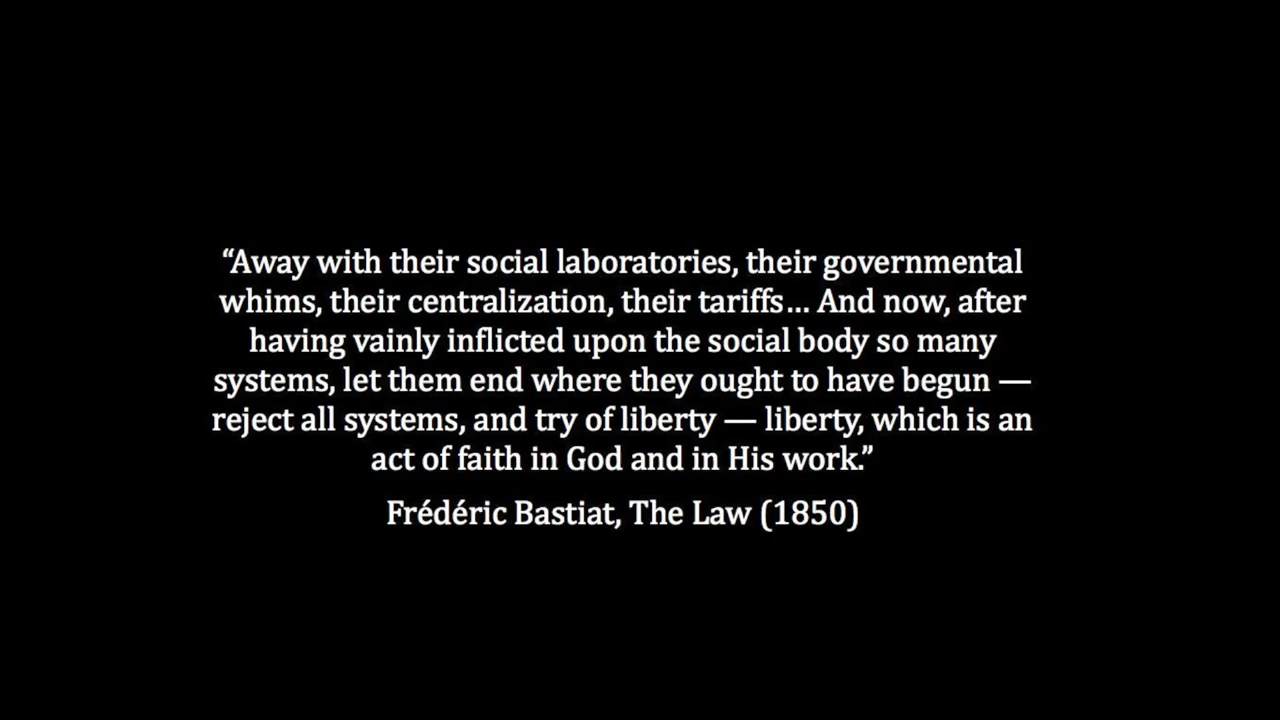 “Away with their social laboratories, their governmental
whims, their centralization, their tariffs... And now, after
having vainly inflicted upon the social body so many
systems, let them end where they ought to have begun —
reject all systems, and try of liberty — liberty, which is an
act of faith in God and in His work.”
Frédéric Bastiat, The Law (1850)